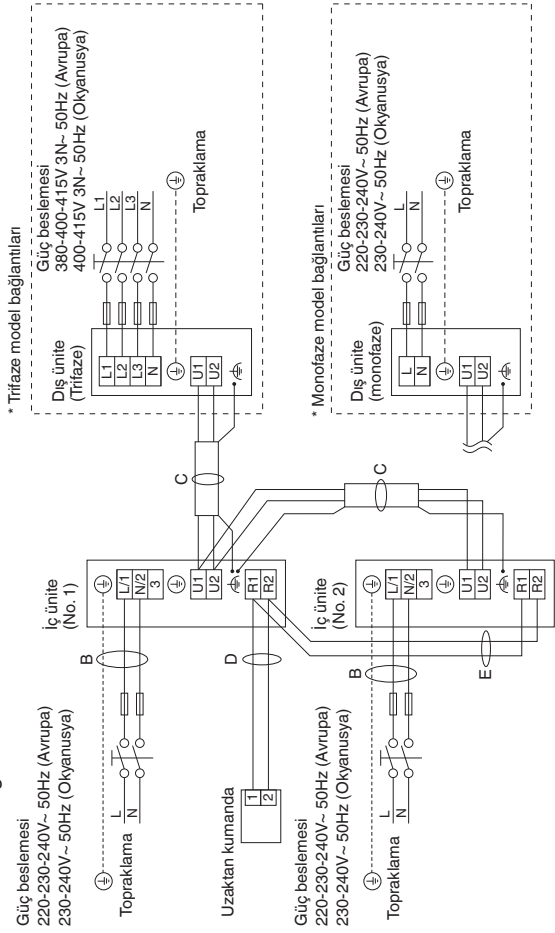 * Trifaze model bağlantıları
Güç beslemesi
380-400-415V 3N~ 50Hz (Avrupa)
400-415V 3N~ 50Hz (Okyanusya)
Dış ünite
(Trifaze)
L1
L2
L3
N
L1
L2
L3
N
Topraklama
U1
U2
C
* Monofaze model bağlantıları
Güç beslemesi
220-230-240V~ 50Hz (Avrupa)
230-240V~ 50Hz (Okyanusya)
Dış ünite
(monofaze)
L
N
L
N
Topraklama
U1
U2
C
Güç beslemesi
220-230-240V~ 50Hz (Avrupa)
230-240V~ 50Hz (Okyanusya)
L
N
Topraklama
B
İç ünite
(No. 1)
L/1
N/2
3
U1
U2
R1
R2
D
Uzaktan kumanda
1
2
Güç beslemesi
220-230-240V~ 50Hz (Avrupa)
230-240V~ 50Hz (Okyanusya)
L
N
Topraklama
B
E
İç ünite
(No. 2)
L/1
N/2
3
U1
U2
R1
R2